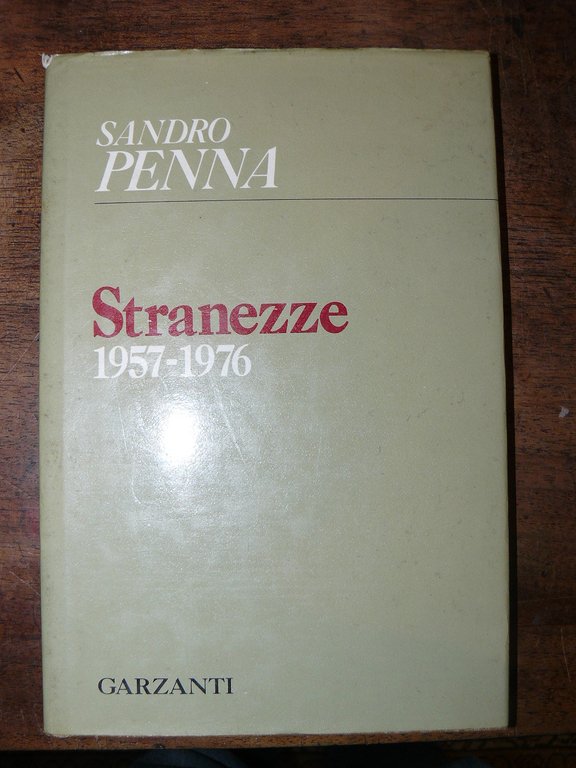 SANDRO
PENNA
Stranezze
1957-1976
GARZANTI